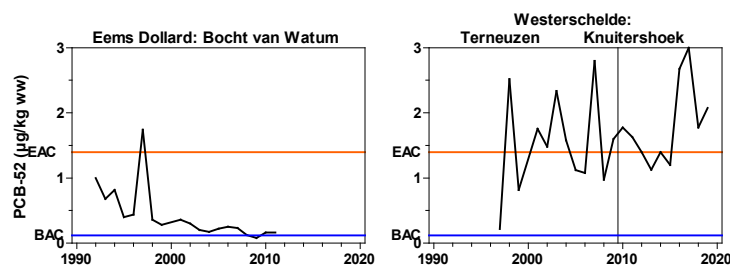 Westerschelde:
Eems Dollard: Bocht van Watum
Terneuzen Knuitershoek
PCB-52 (µg/kg ww)
3
2
EAC
1
BAC
0
1990 2000 2010 2020
3
2
EAC
1
BAC
0
1990 2000 2010 2020